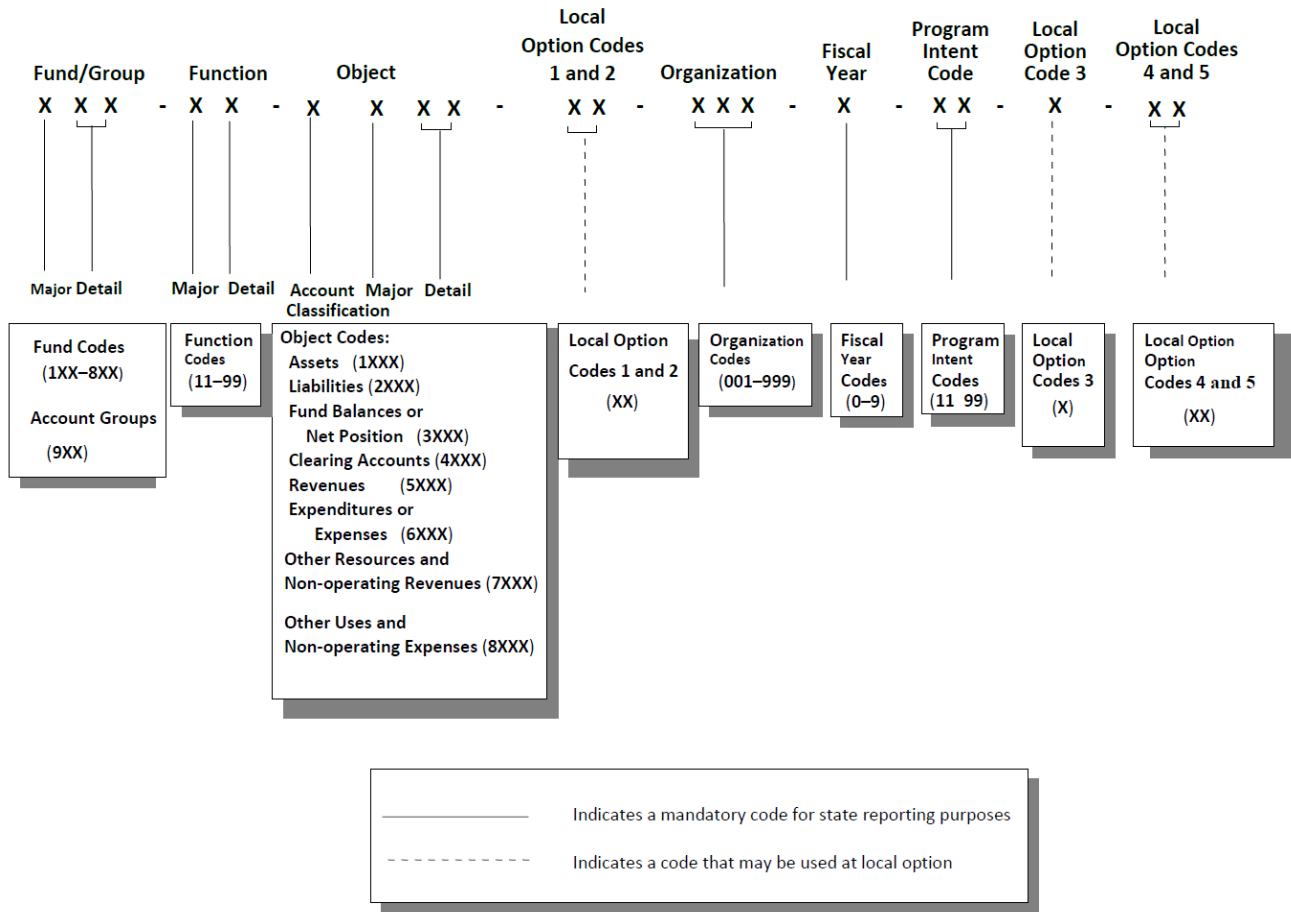 Local
Option Codes
1 and 2
Program
Intent
Code
Local
Option
Code 3
Local
Option Codes
4 and 5
Fiscal
Year
Fund/Group
Function
Object
Organization
X X X - X X - X X X X - X X - X X X - X - X X - X - X X
Major Detail
Major Detail
Account Major Detail
Classification
Fund Codes
(1XX–8XX)
Account Groups
(9XX)
Function
Codes
(11–99)
Object Codes:
Assets (1XXX)
Liabilities (2XXX)
Fund Balances or
Net Position (3XXX)
Clearing Accounts (4XXX)
Revenues (5XXX)
Expenditures or
Expenses (6XXX)
Other Resources and
Non-operating Revenues (7XXX)
Other Uses and
Non-operating Expenses (8XXX)
Local Option
Codes 1 and 2
(XX)
Organization
Codes
(001–999)
Fiscal
Year
Codes
(0–9)
Program
Intent
Codes
(11 99)
Local
Option
Codes 3
(X)
Local Option
Option
Codes 4 and 5
(XX)
Indicates a mandatory code for state reporting purposes
Indicates a code that may be used at local option